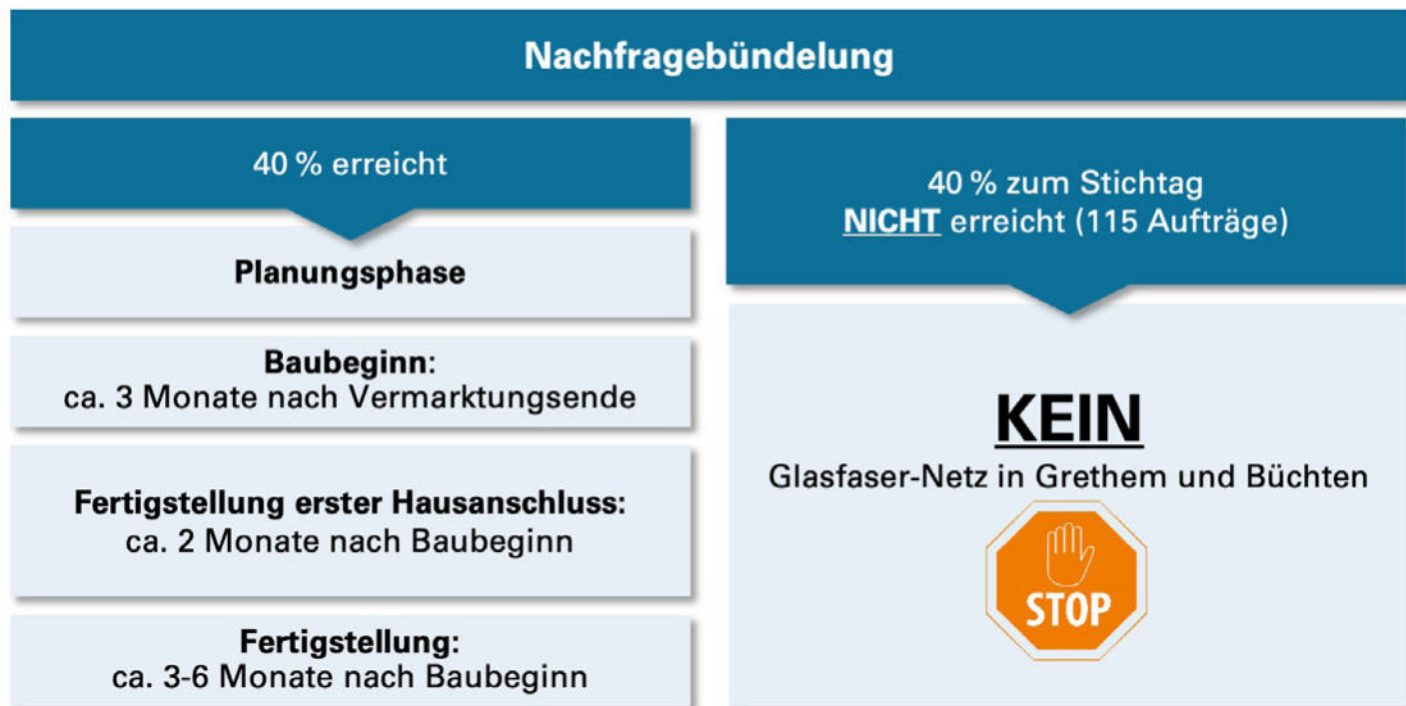 Nachfragebündelung
40 % erreicht
Planungsphase
Baubeginn:
ca. 3 Monate nach Vermarktungsende
Fertigstellung erster Hausanschluss:
ca. 2 Monate nach Baubeginn
Fertigstellung:
ca. 3-6 Monate nach Baubeginn
40 % zum Stichtag
NICHT erreicht (115 Aufträge)
KEIN
Glasfaser-Netz in Grethem und Büchten
STOP